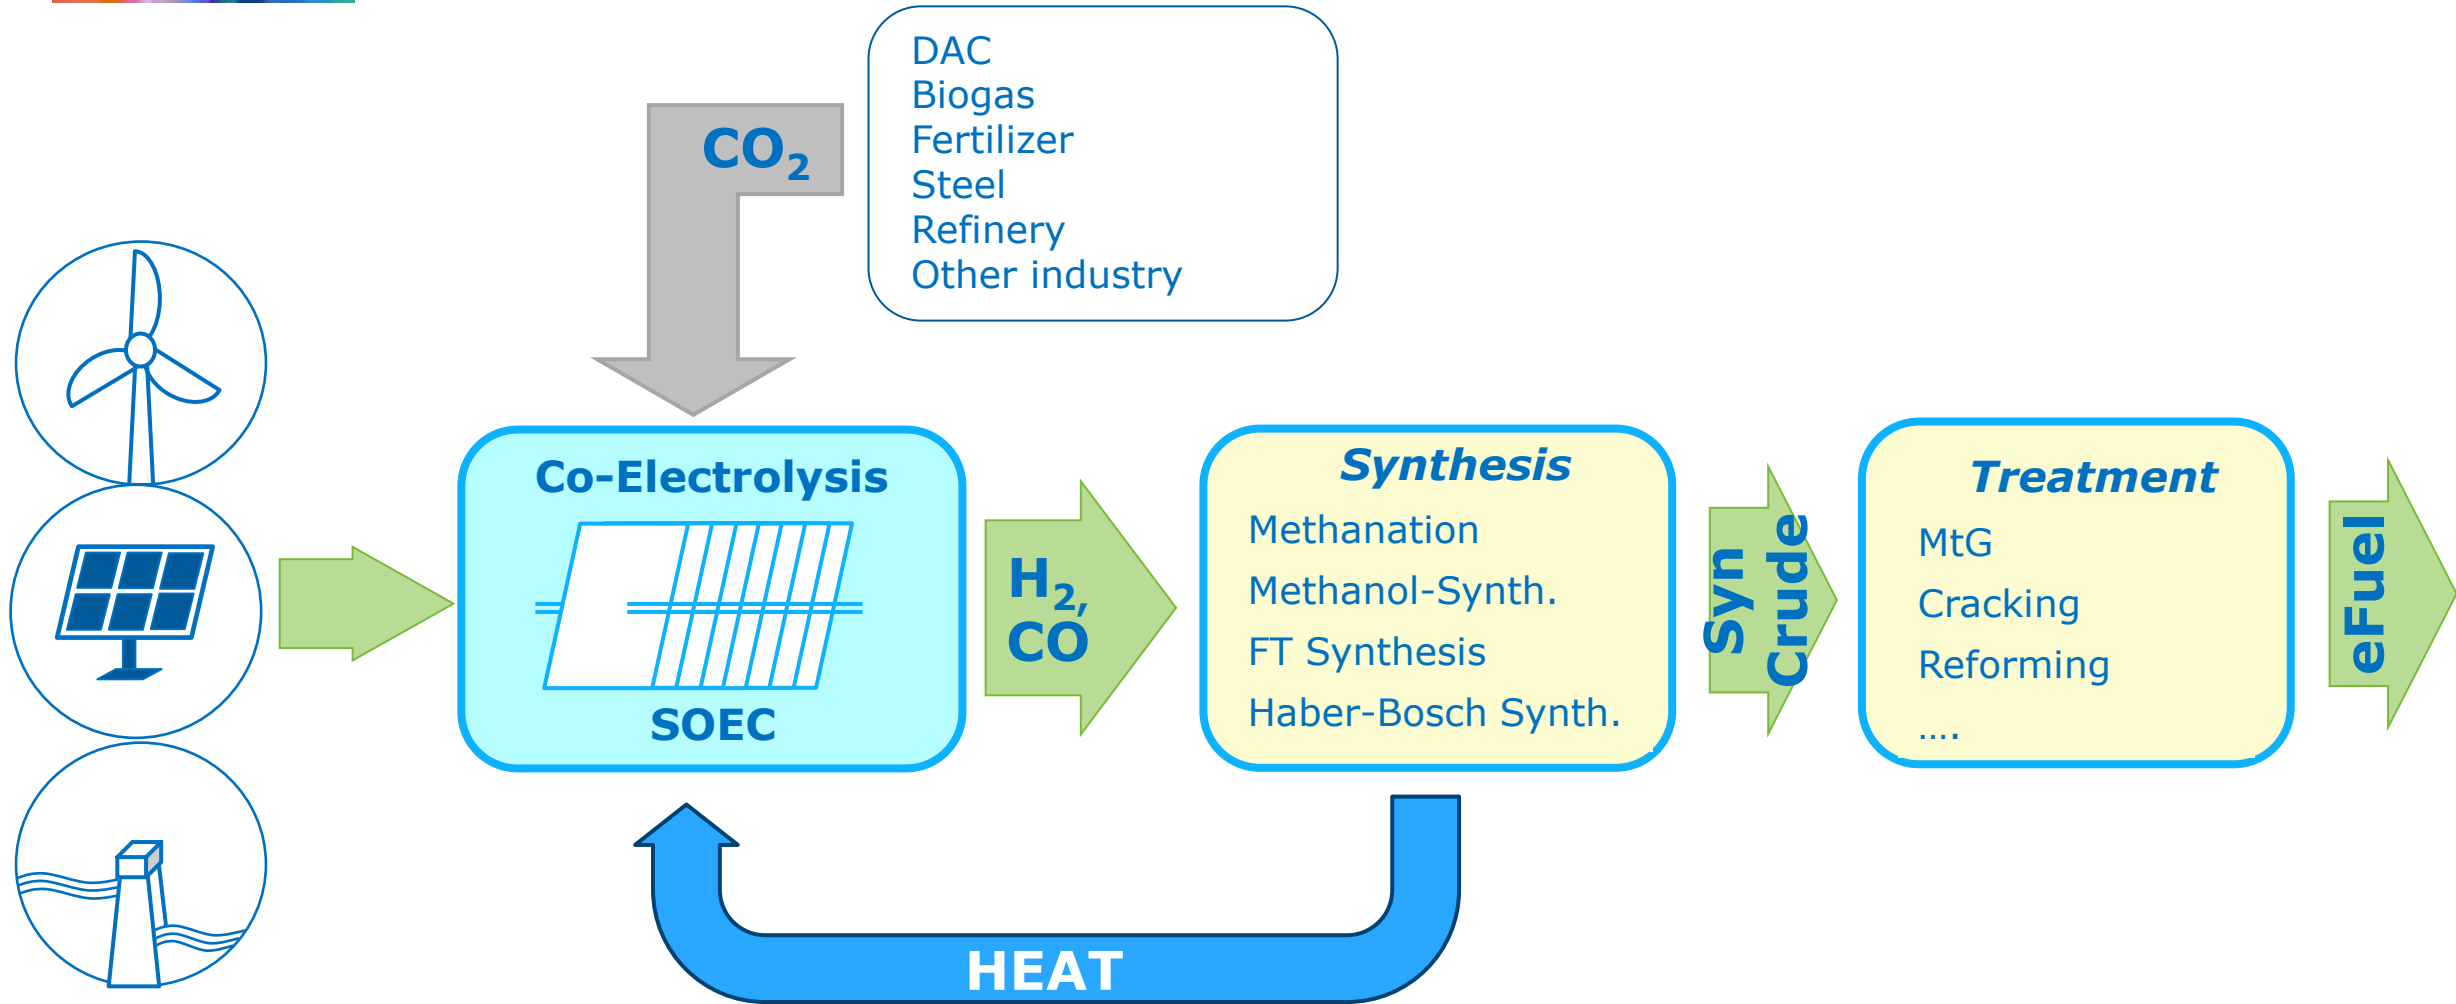 DAC
Biogas
Fertilizer
Steel
Refinery
Other industry
CO₂
Co-Electrolysis
SOEC
H₂,
CO
Synthesis
Methanation
Methanol-Synth.
FT Synthesis
Haber-Bosch Synth.
Syn
Crude
Treatment
MtG
Cracking
Reforming
....
eFuel
HEAT